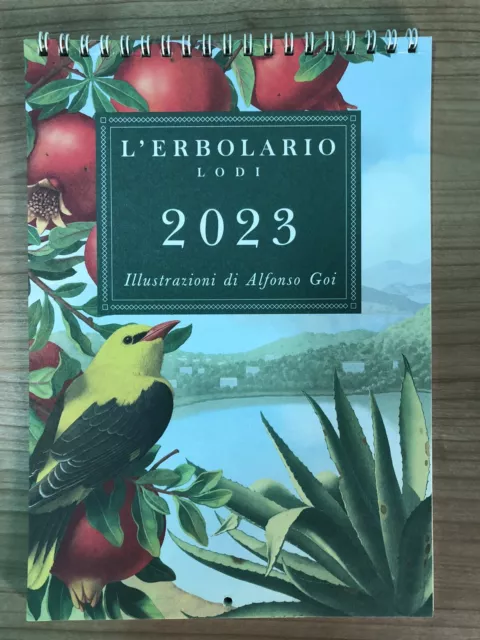 L'ERBOLARIO
LODI
2023
Illustrazioni di Alfonso Goi